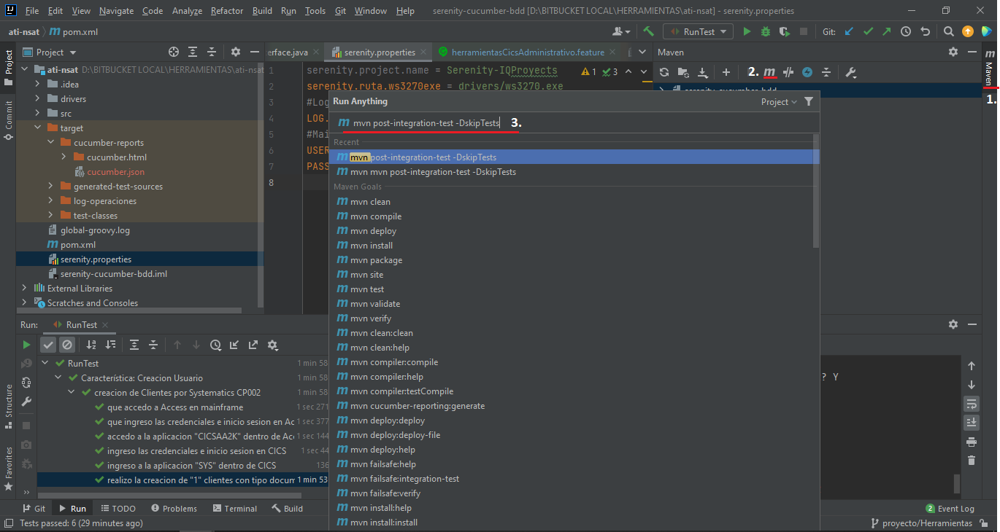 File Edit View Navigate Code Analyze Refactor Build Run Tools Git Window Help serenity-cucumber-bdd [D:\BITBUCKET LOCAL\HERRAMIENTAS\ati-nsat] - serenity.properties
ati-nsat pom.xml RunTest Git:
Project
Project
ati-nsat D:\BITBUCKET LOCAL\HERRAMIENTAS\ati-nsat
.idea
drivers
src
target
cucumber-reports
cucumber.html
cucumber.json
generated-test-sources
log-operaciones
test-classes
global-groovy.log
pom.xml
serenity.properties
serenity-cucumber-bdd.iml
External Libraries
Scratches and Consoles
Commit
Structure
Favorites
erface.java serenity.properties herramientasCicsAdministrativo.feature
1 serenity.project.name = Serenity-IQProyects 1 3
2 serenity.ruta.ws3270exe = drivers/ws3270.exe
3 #Log
4 LOG.
5 #Mai
6 USER
7 PASS
8
Maven
2.
serenity-cucumber-bdd
Maven
1.
Run Anything Project
mvn post-integration-test -DskipTests 3.
Recent
mvn post-integration-test -DskipTests
mvn mvn post-integration-test -DskipTests
Maven Goals
mvn clean
mvn compile
mvn deploy
mvn install
mvn package
mvn site
mvn test
mvn validate
mvn verify
mvn clean:clean
mvn clean:help
mvn compiler:compile
mvn compiler:help
mvn compiler:testCompile
mvn cucumber-reporting:generate
mvn deploy:deploy
mvn deploy:deploy-file
mvn deploy:help
mvn failsafe:help
mvn failsafe:integration-test
mvn failsafe:verify
mvn install:help
mvn install:install
Run: RunTest
RunTest 1 min 58
Característica: Creacion Usuario 1 min 58
creacion de Clientes por Systematics CP002 1 min 58
que accedo a Access en mainframe 1 sec 271
que ingreso las credenciales e inicio sesion en Ac 1 sec 377
accedo a la aplicacion "CICSAA2K" dentro de Acc 1 sec 144
ingreso las credenciales e inicio sesion en CICS 1 sec 44
ingreso a la aplicacion "SYS" dentro de CICS 136
realizo la creacion de "1" clientes con tipo docum 1 min 53
? Y
Git Run TODO Problems Terminal Build 2 Event Log
Tests passed: 6 (29 minutes ago) proyecto/Herramientas